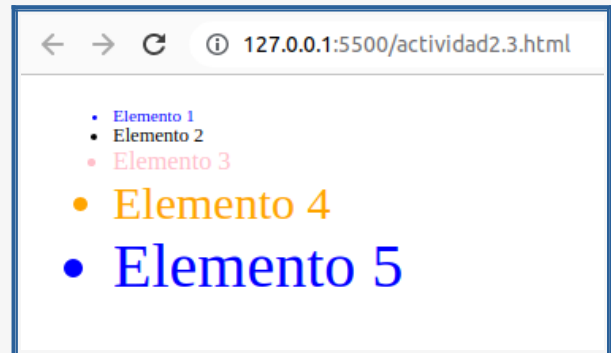 127.0.0.1:5500/actividad2.3.html
Elemento 1
Elemento 2
Elemento 3
Elemento 4
Elemento 5